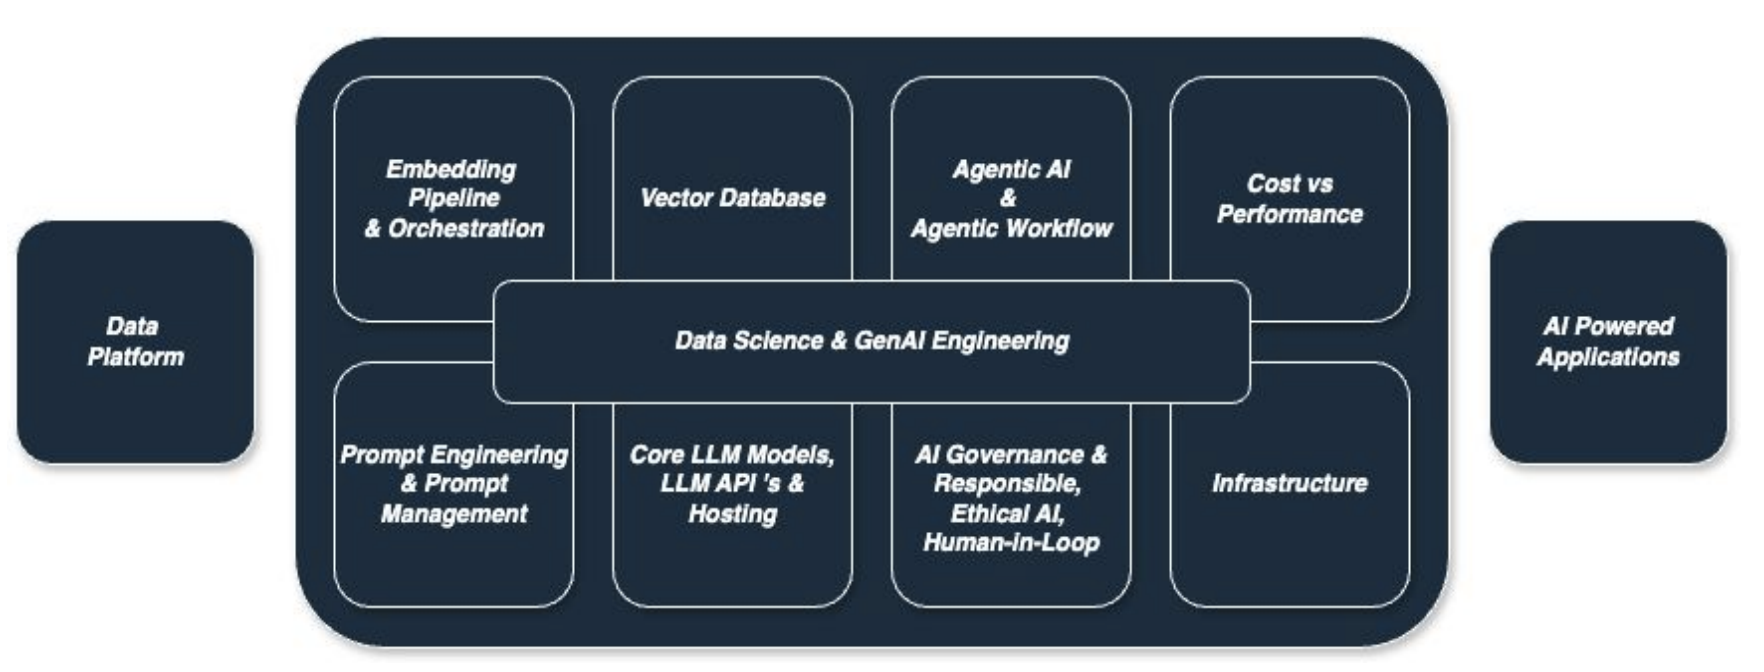 Data
Platform
Embedding
Pipeline
& Orchestration
Vector Database
Agentic AI
&
Agentic Workflow
Cost vs
Performance
Data Science & GenAI Engineering
Prompt Engineering
& Prompt
Management
Core LLM Models,
LLM API 's &
Hosting
AI Governance &
Responsible,
Ethical AI,
Human-in-Loop
Infrastructure
AI Powered
Applications